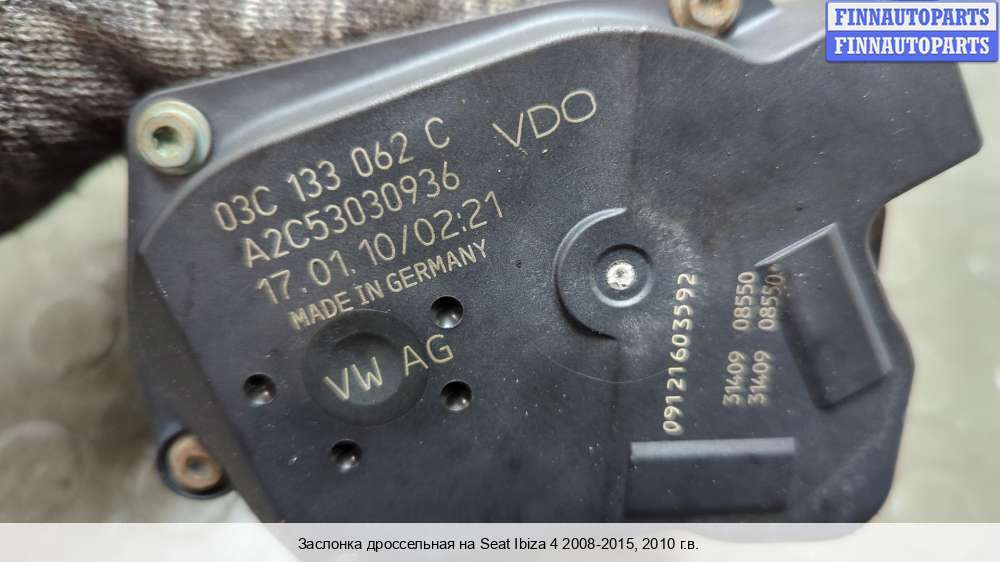 FINNAUTOPARTS
FINNAUTOPARTS
VDO
03C 133 062 C
A2C53030936
17.01.10/02:21
MADE IN GERMANY
VW AG
09121603592
31409 08550
31409 08550
Заслонка дроссельная на Seat Ibiza 4 2008-2015, 2010 г.в.